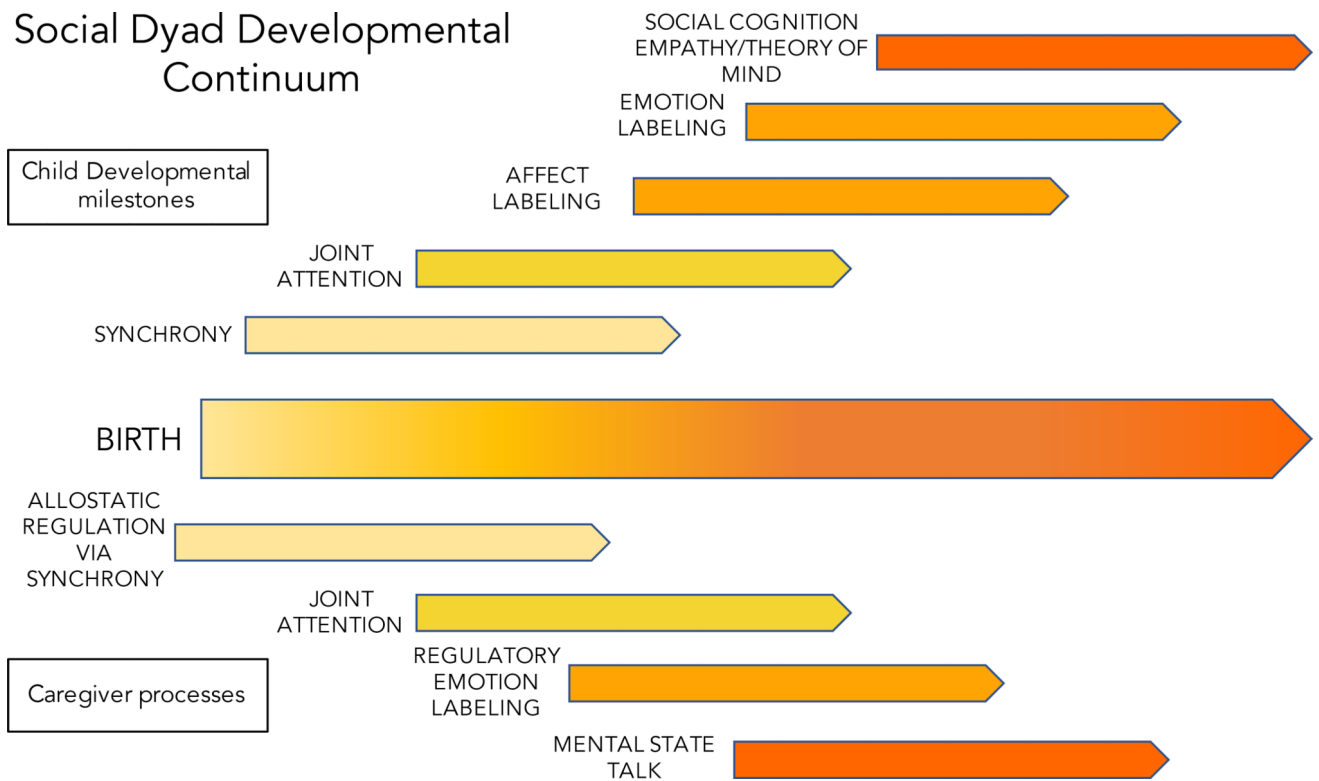 Social Dyad Developmental
Continuum
SOCIAL COGNITION
EMPATHY/THEORY OF
MIND
EMOTION
LABELING
Child Developmental
milestones
AFFECT
LABELING
JOINT
ATTENTION
SYNCHRONY
BIRTH
ALLOSTATIC
REGULATION
VIA
SYNCHRONY
JOINT
ATTENTION
REGULATORY
EMOTION
LABELING
Caregiver processes
MENTAL STATE
TALK